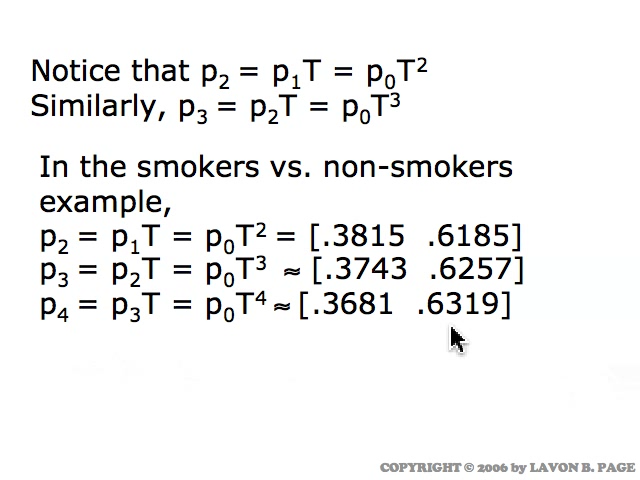 Notice that p₂ = p₁T = p₀T²
Similarly, p₃ = p₂T = p₀T³
In the smokers vs. non-smokers
example,
p₂ = p₁T = p₀T² = [.3815 .6185]
p₃ = p₂T = p₀T³ ≈ [.3743 .6257]
p₄ = p₃T = p₀T⁴ ≈ [.3681 .6319]
COPYRIGHT © 2006 by LAVON B. PAGE